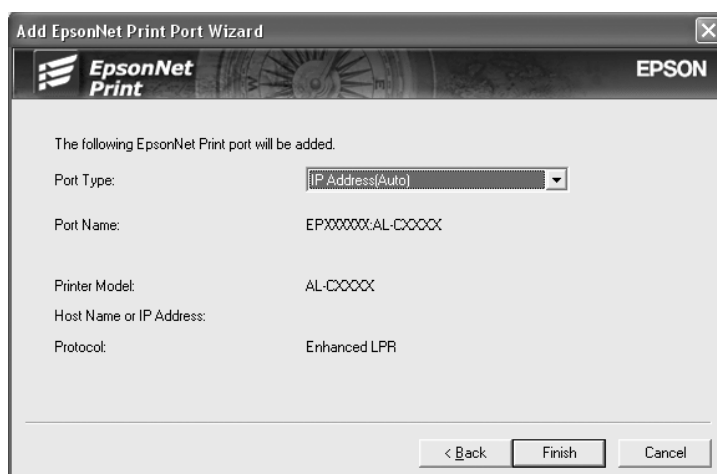 Add EpsonNet Print Port Wizard
EpsonNet
Print
EPSON
The following EpsonNet Print port will be added.
Port Type: IP Address(Auto)
Port Name: EPXXXXXX:AL-CXXXX
Printer Model: AL-CXXXX
Host Name or IP Address:
Protocol: Enhanced LPR
< Back Finish Cancel